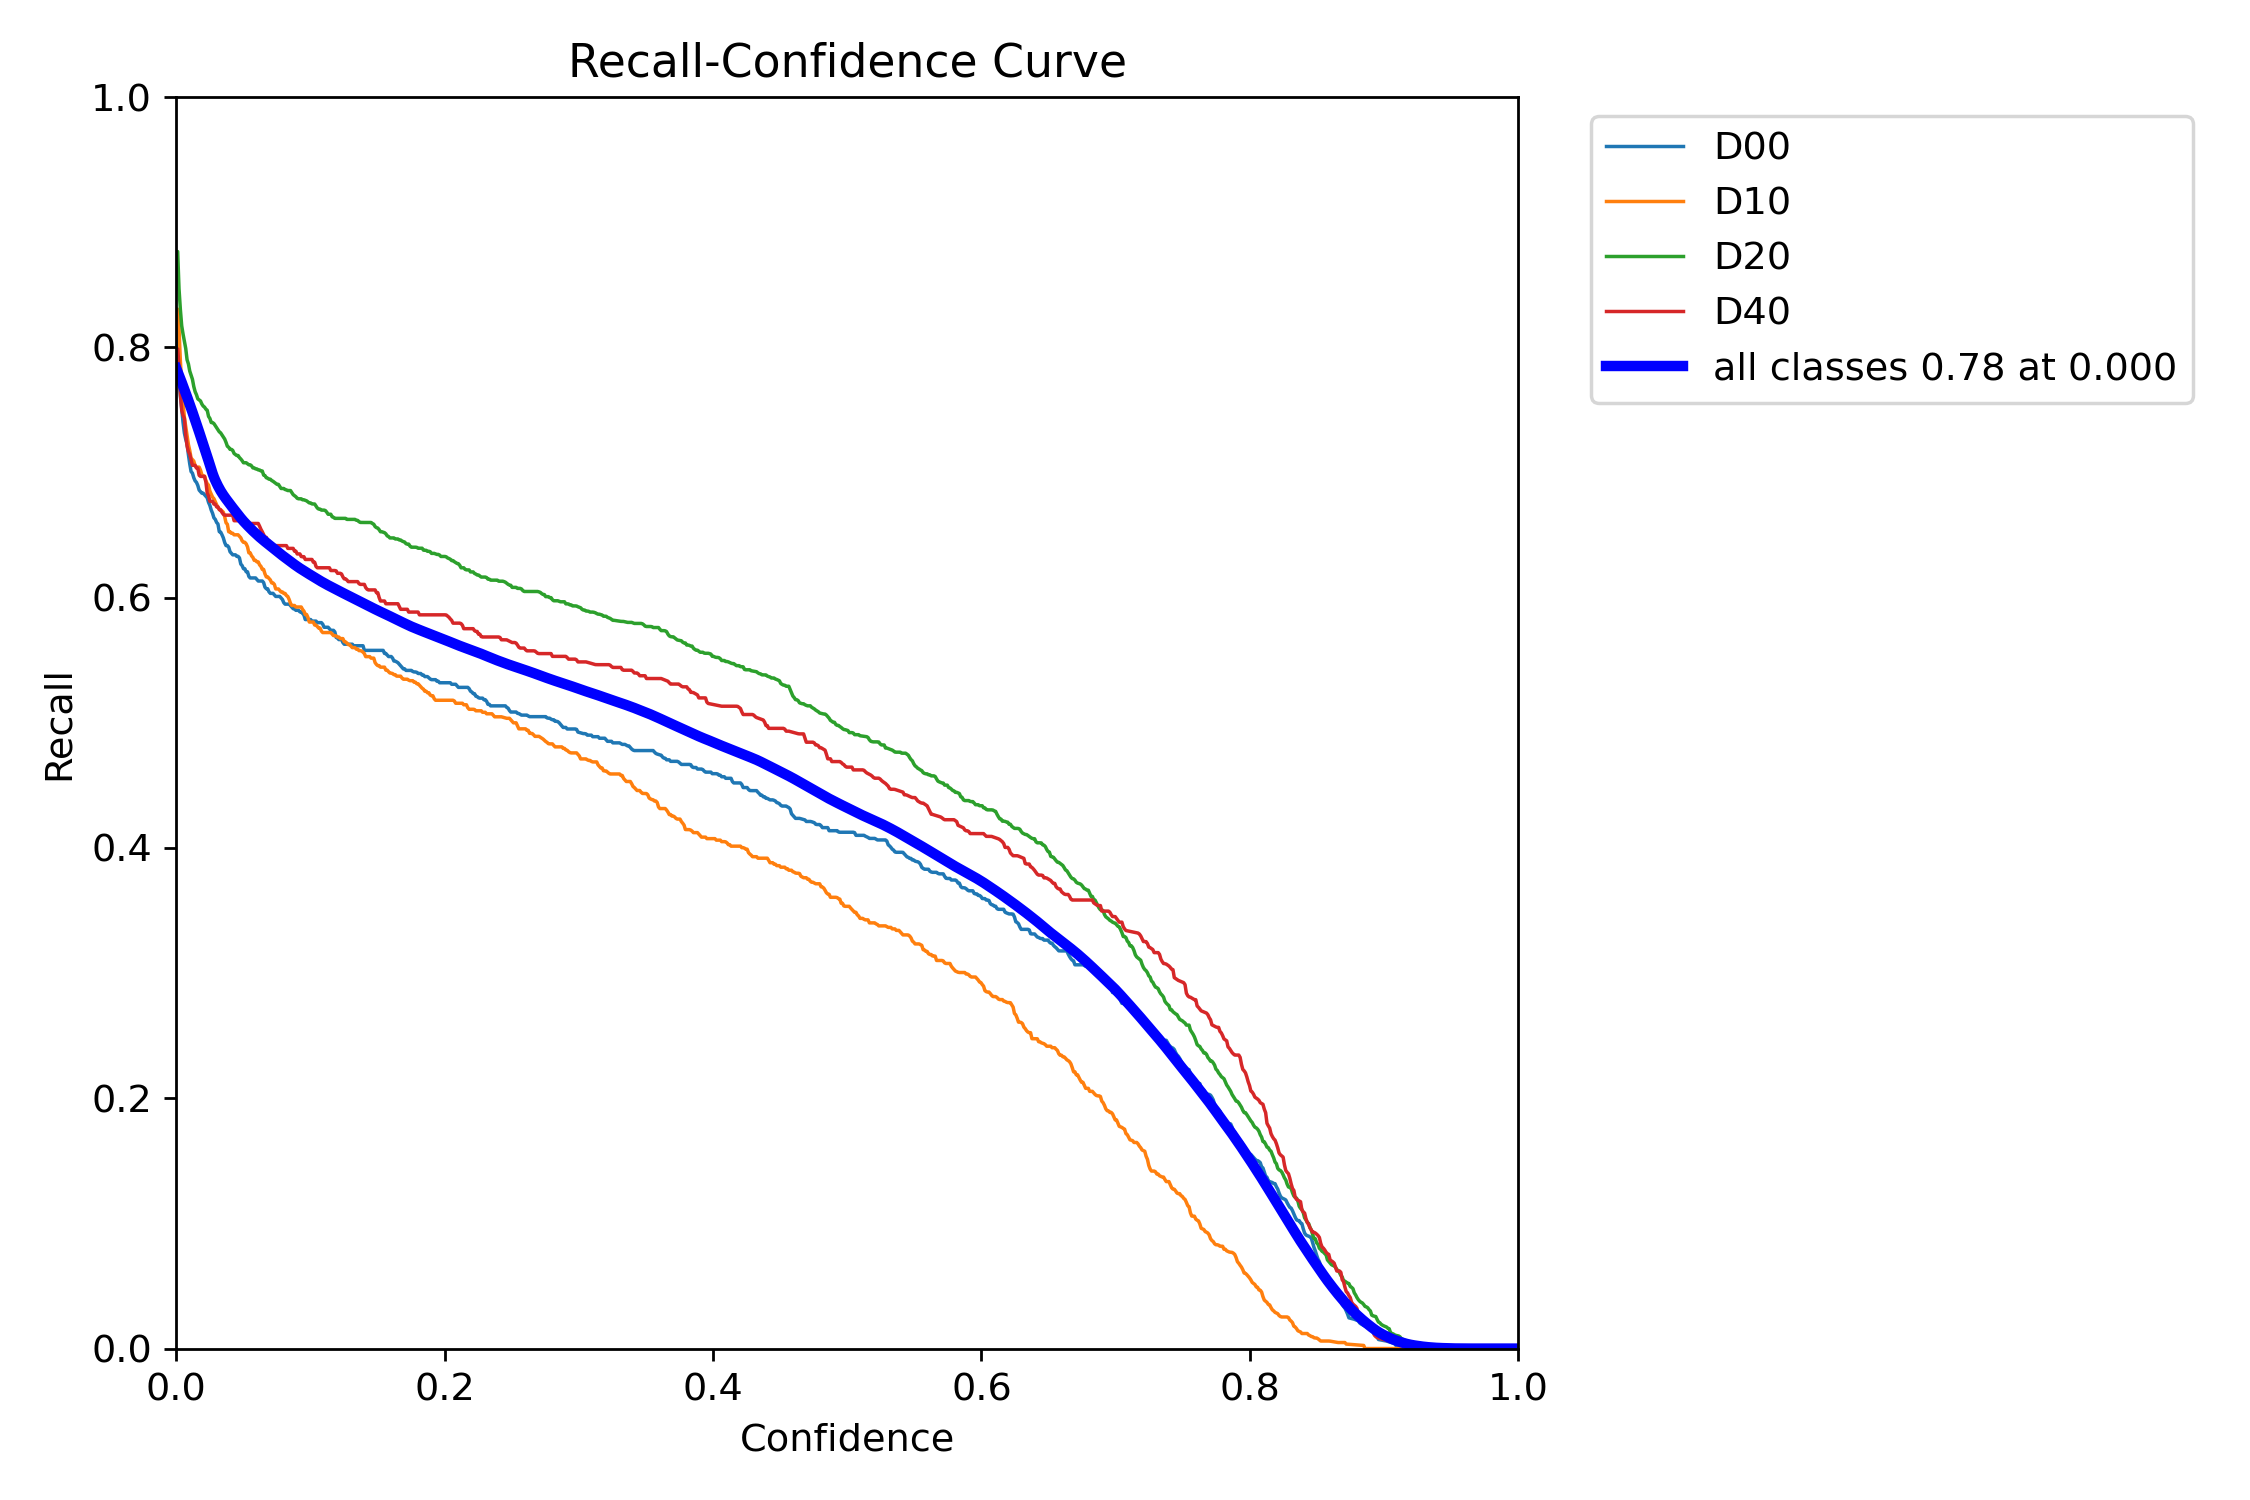 Recall-Confidence Curve
1.0
0.8
0.6
0.4
0.2
0.0
Recall
0.0 0.2 0.4 0.6 0.8 1.0
Confidence
D00
D10
D20
D40
all classes 0.78 at 0.000